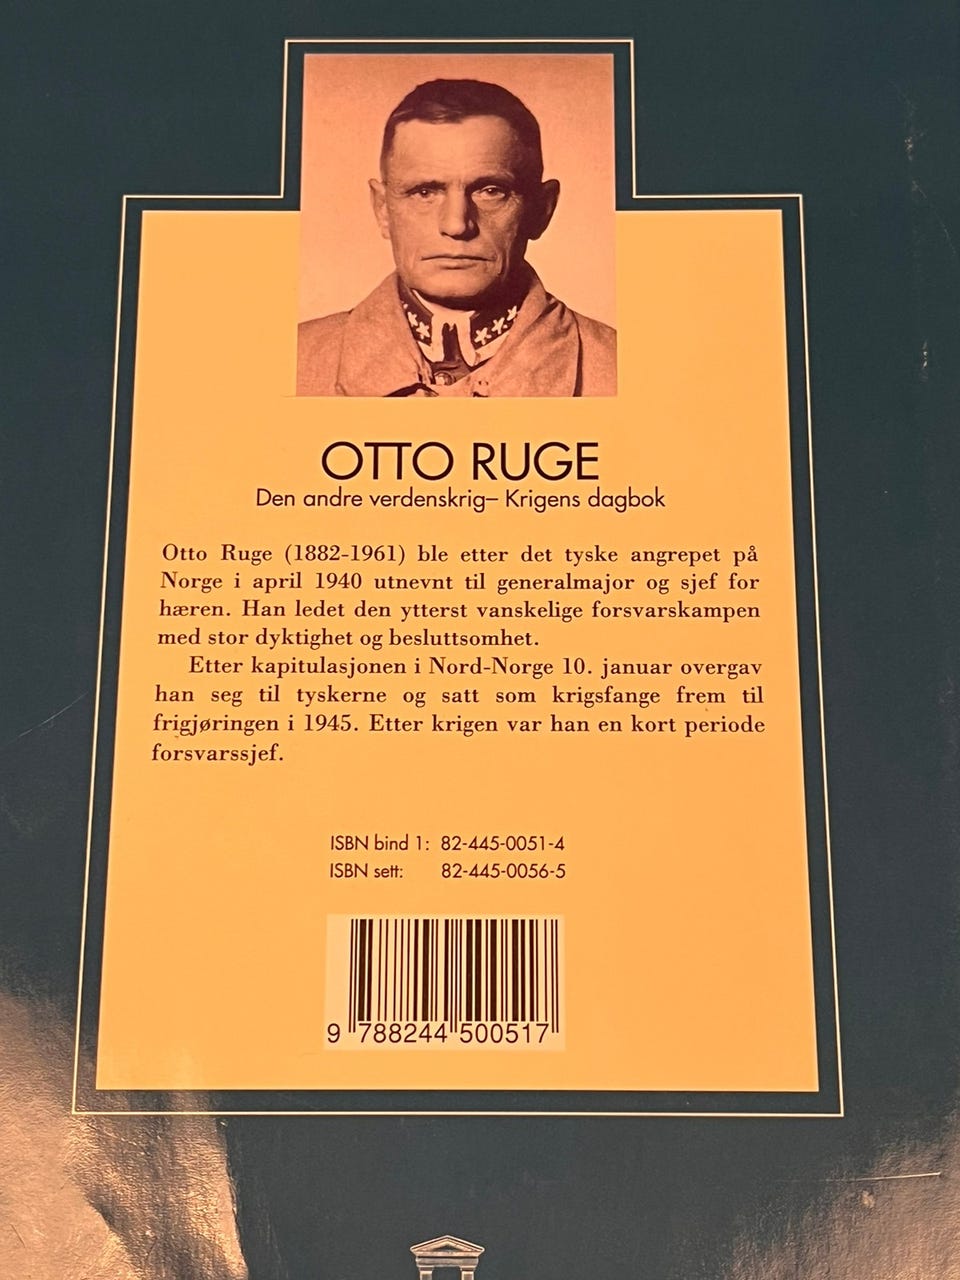 OTTO RUGE
Den andre verdenskrig– Krigens dagbok
Otto Ruge (1882-1961) ble etter det tyske angrepet på
Norge i april 1940 utnevnt til generalmajor og sjef for
hæren. Han ledet den ytterst vanskelige forsvarskampen
med stor dyktighet og besluttsomhet.
Etter kapitulasjonen i Nord-Norge 10. januar overgav
han seg til tyskerne og satt som krigsfange frem til
frigjøringen i 1945. Etter krigen var han en kort periode
forsvarssjef.
ISBN bind 1: 82-445-0051-4
ISBN sett: 82-445-0056-5
9 788244 500517